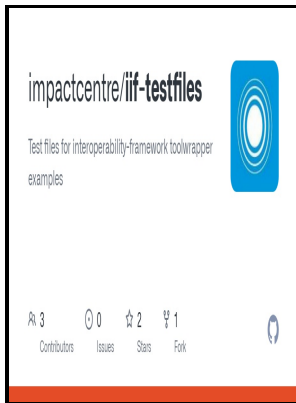 impactcentre/iif-testfiles
Test files for interoperability-framework toolwrapper
examples
3 0 2 1
Contributors Issues Stars Fork